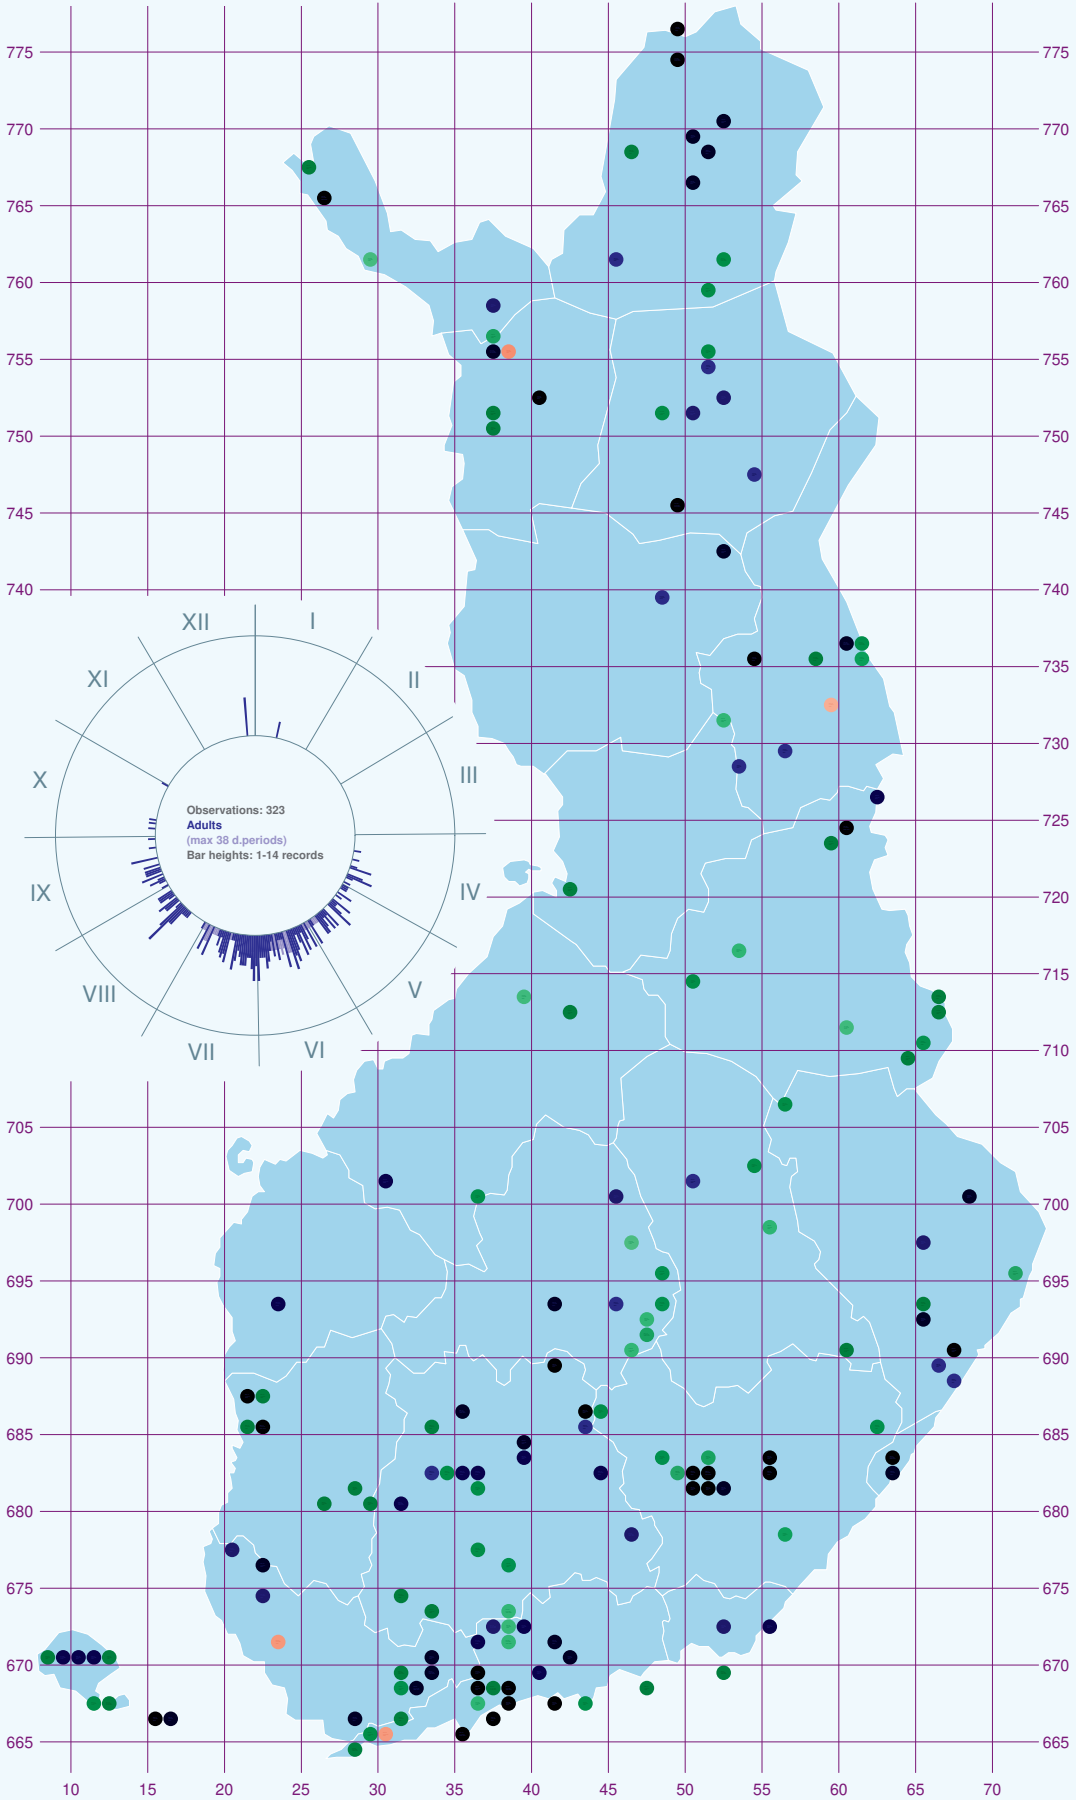 775 775
770 770
765 765
760 760
755 755
750 750
745 745
740 740
XII I
XI II
735
730
X III
Observations: 323
Adults
(max 38 d.periods)
Bar heights: 1-14 records
725
IX IV
720
VIII V
715
VII VI
710
705 705
700 700
695 695
690 690
685 685
680 680
675 675
670 670
665 665
10 15 20 25 30 35 40 45 50 55 60 65 70